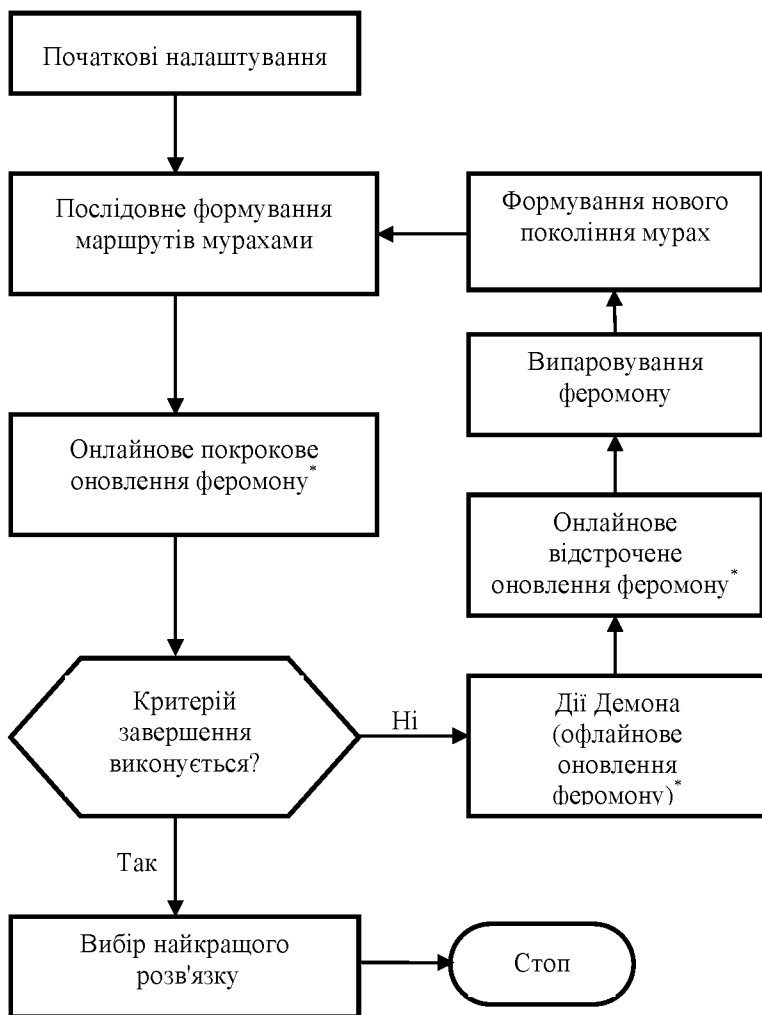 Початкові налаштування
Послідовне формування
маршрутів мурахами
Формування нового
покоління мурах
Випаровування
феромону
Онлайнове покрокове
оновлення феромону*
Онлайнове
відстрочене
оновлення феромону*
Критерій
завершення
виконується?
Ні
Дії Демона
(офлайнове
оновлення
феромону)*
Так
Вибір найкращого
розв'язку
Стоп